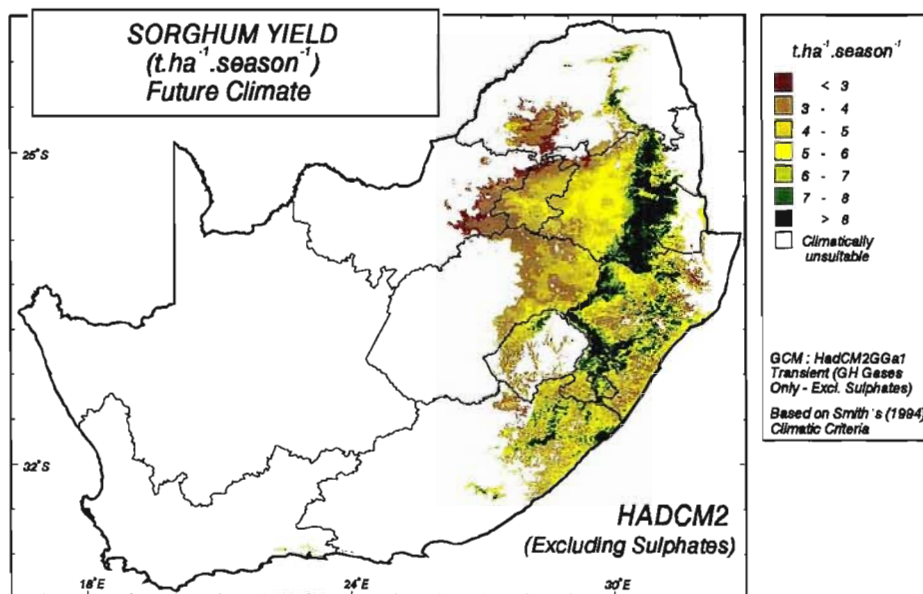 SORGHUM YIELD
(t.ha⁻¹.season⁻¹)
Future Climate
t.ha⁻¹.season⁻¹
< 3
3 - 4
4 - 5
5 - 6
6 - 7
7 - 8
> 8
Climatically
unsuitable
GCM : HadCM2GGa1
Transient (GH Gases
Only - Excl. Sulphates)
Based on Smith's (1994)
Climatic Criteria
25°S
32°S
HADCM2
(Excluding Sulphates)
18°E
24°E
30°E